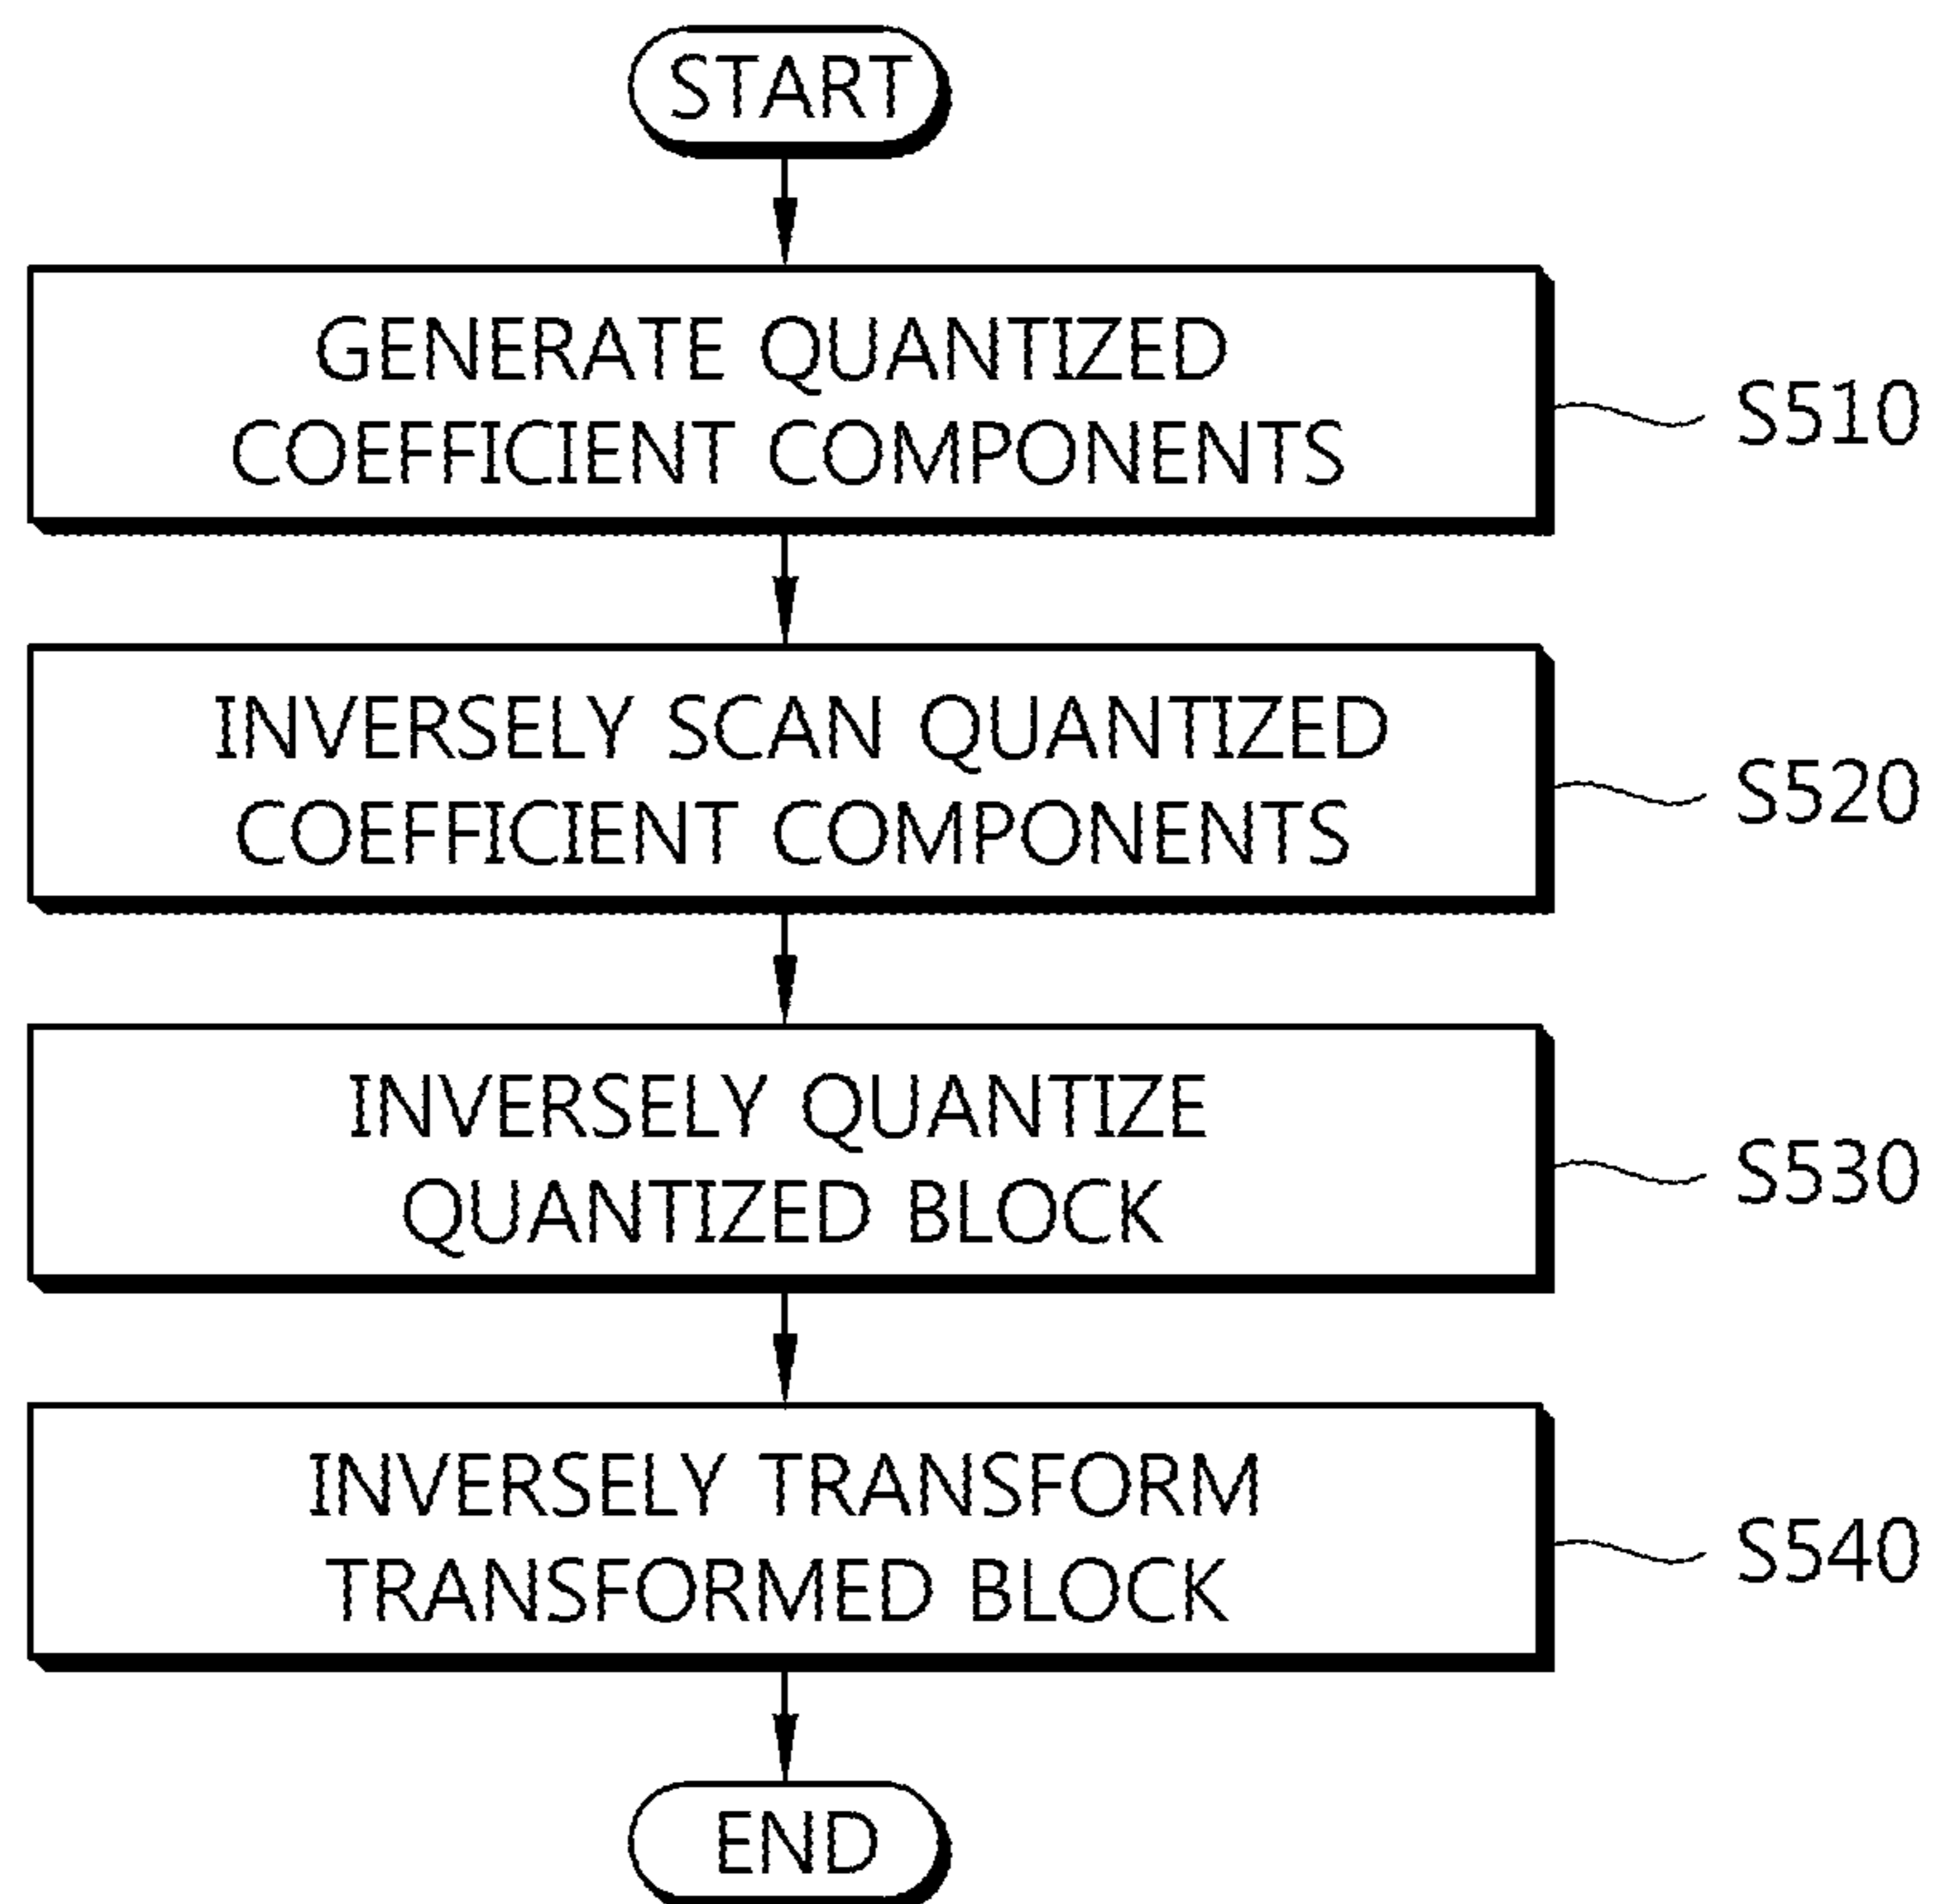 START
GENERATE QUANTIZED
COEFFICIENT COMPONENTS
S510
INVERSELY SCAN QUANTIZED
COEFFICIENT COMPONENTS
S520
INVERSELY QUANTIZE
QUANTIZED BLOCK
S530
INVERSELY TRANSFORM
TRANSFORMED BLOCK
S540
END